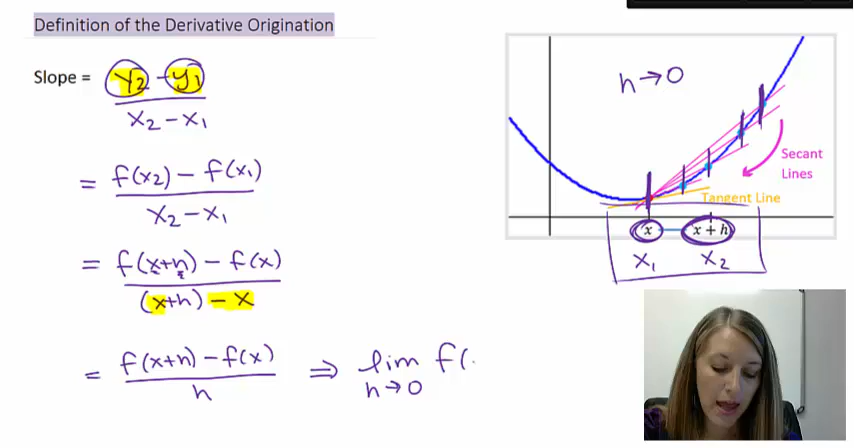 Definition of the Derivative Origination
Slope = y₂ - y₁
x₂ - x₁
= f(x₂) - f(x₁)
x₂ - x₁
= f(x+h) - f(x)
(x+h) - x
= f(x+h) - f(x)
h
⇒ lim f(
h→0
h→0
Secant
Lines
Tangent Line
x
x + h
x₁
x₂